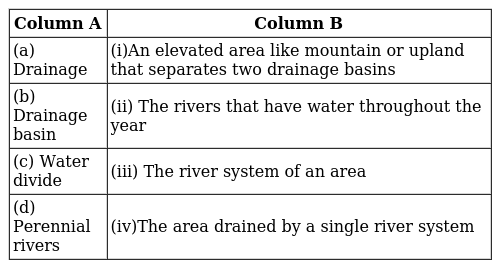 Column A Column B
(a) Drainage
(i)An elevated area like mountain or upland
that separates two drainage basins
(b)
Drainage
basin
(ii) The rivers that have water throughout the
year
(c) Water
divide
(iii) The river system of an area
(d)
Perennial
rivers
(iv)The area drained by a single river system